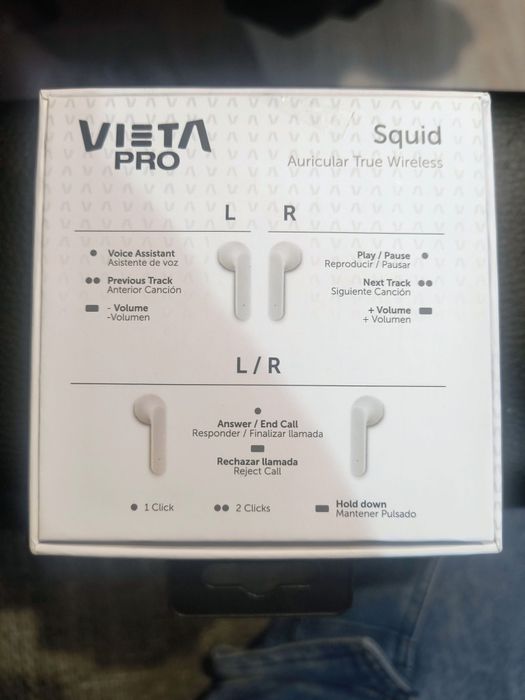 VIETA
PRO
Squid
Auricular True Wireless
L R
Voice Assistant
Asistente de voz
Previous Track
Anterior Canción
- Volume
-Volumen
Play / Pause
Reproducir / Pausar
Next Track
Siguiente Canción
+ Volume
+ Volumen
L / R
Answer / End Call
Responder / Finalizar llamada
Rechazar llamada
Reject Call
1 Click
2 Clicks
Hold down
Mantener Pulsado